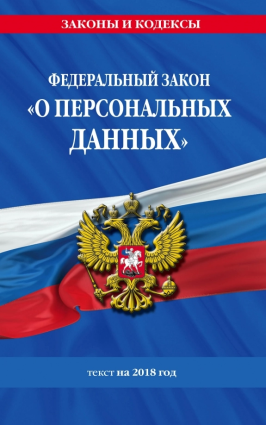 ЗАКОНЫ И КОДЕКСЫ
ФЕДЕРАЛЬНЫЙ ЗАКОН
«О ПЕРСОНАЛЬНЫХ
ДАННЫХ»
текст на 2018 год